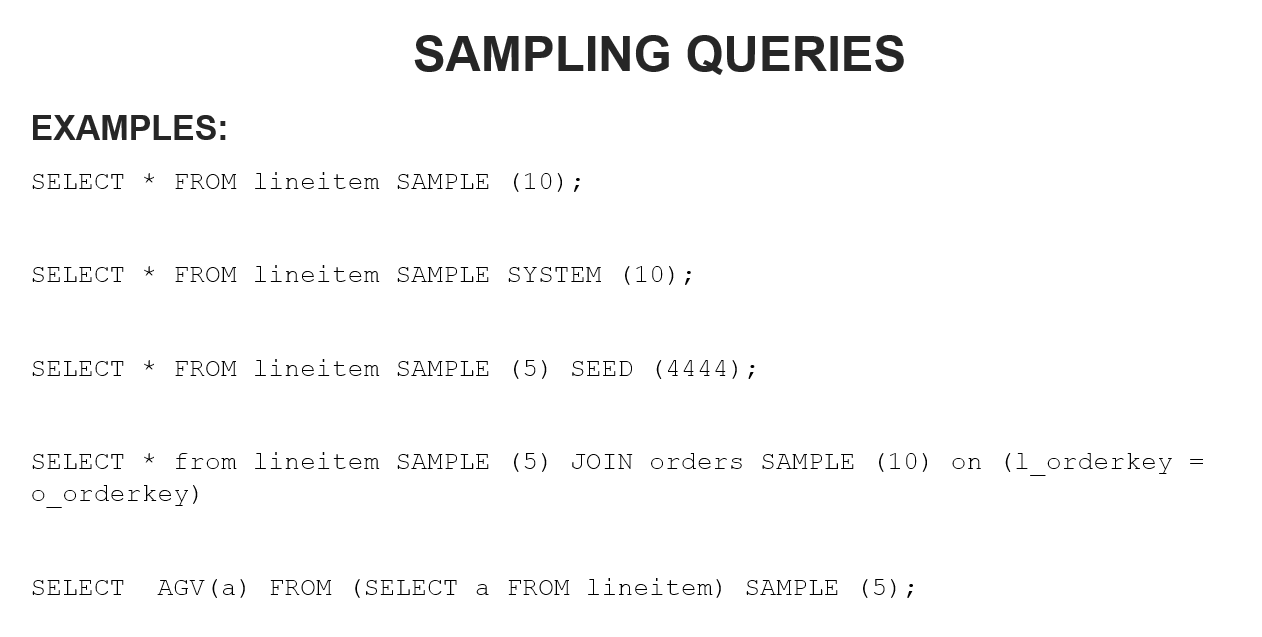 SAMPLING QUERIES
EXAMPLES:
SELECT * FROM lineitem SAMPLE (10);
SELECT * FROM lineitem SAMPLE SYSTEM (10);
SELECT * FROM lineitem SAMPLE (5) SEED (4444);
SELECT * from lineitem SAMPLE (5) JOIN orders SAMPLE (10) on (l_orderkey =
o_orderkey)
SELECT  AGV(a) FROM (SELECT a FROM lineitem) SAMPLE (5);